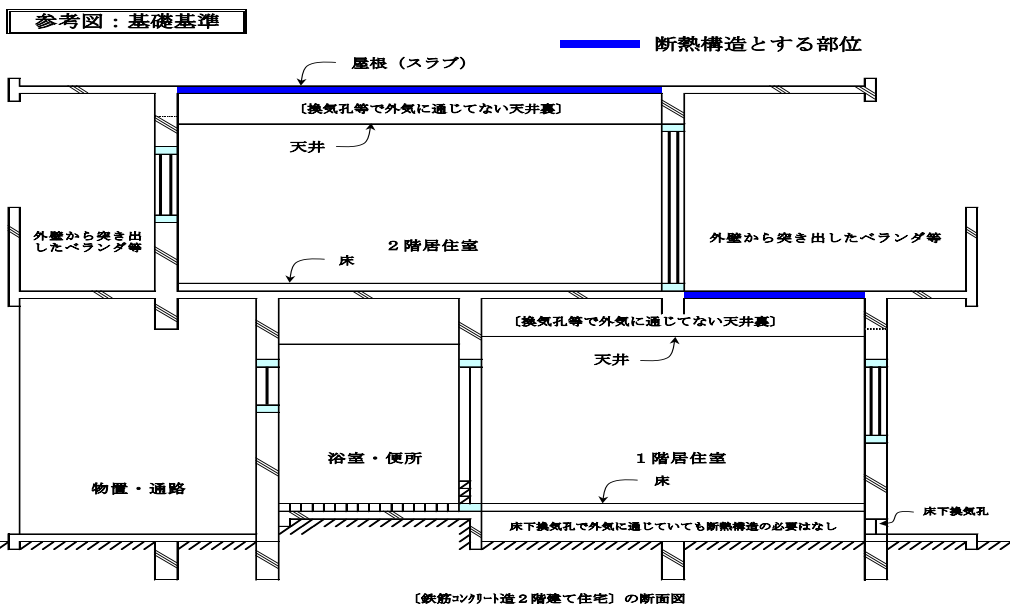 参考図：基礎基準
断熱構造とする部位
屋根（スラブ）
〔換気孔等で外気に通じてない天井裏〕
天井
外壁から突き出
したベランダ等
２階居住室
外壁から突き出したベランダ等
床
〔換気孔等で外気に通じてない天井裏〕
天井
浴室・便所
１階居住室
物置・通路
床
床下換気孔
床下換気孔で外気に通じていても断熱構造の必要はなし
〔鉄筋ｺﾝｸﾘｰﾄ造２階建て住宅〕の断面図